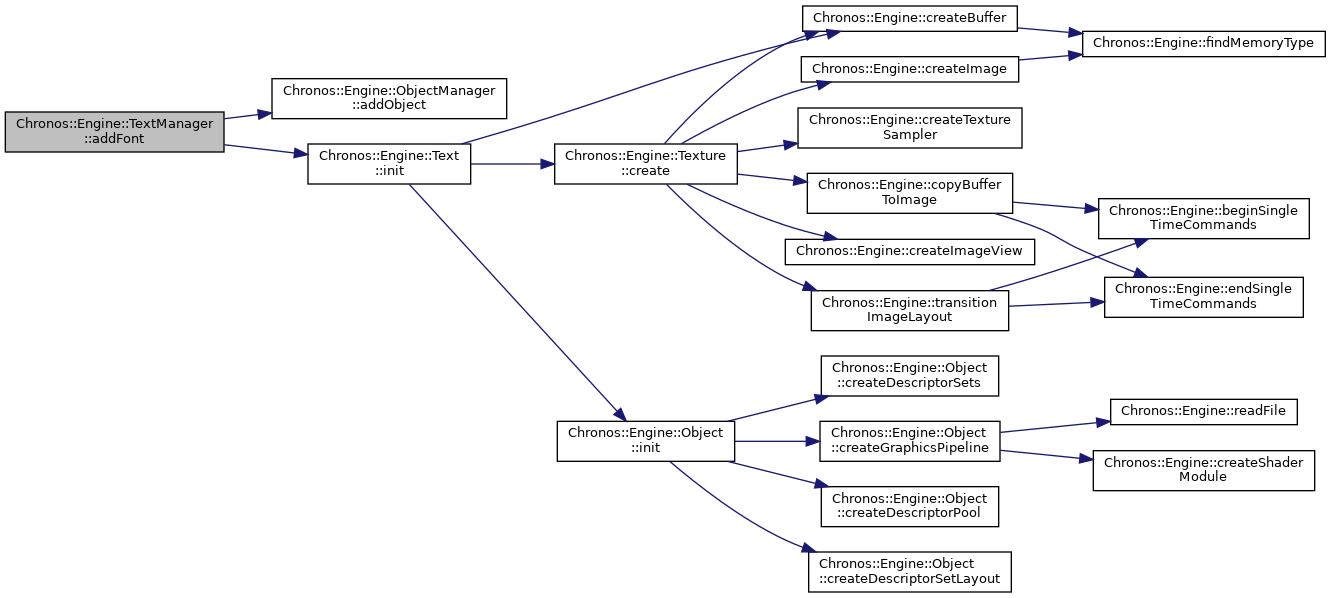 Chronos::Engine::TextManager
::addFont
Chronos::Engine::ObjectManager
::addObject
Chronos::Engine::Text
::init
Chronos::Engine::Texture
::create
Chronos::Engine::Object
::init
Chronos::Engine::createBuffer
Chronos::Engine::createImage
Chronos::Engine::createTexture
Sampler
Chronos::Engine::copyBuffer
ToImage
Chronos::Engine::createImageView
Chronos::Engine::transition
ImageLayout
Chronos::Engine::Object
::createDescriptorSets
Chronos::Engine::Object
::createGraphicsPipeline
Chronos::Engine::Object
::createDescriptorPool
Chronos::Engine::Object
::createDescriptorSetLayout
Chronos::Engine::findMemoryType
Chronos::Engine::beginSingle
TimeCommands
Chronos::Engine::endSingle
TimeCommands
Chronos::Engine::readFile
Chronos::Engine::createShader
Module